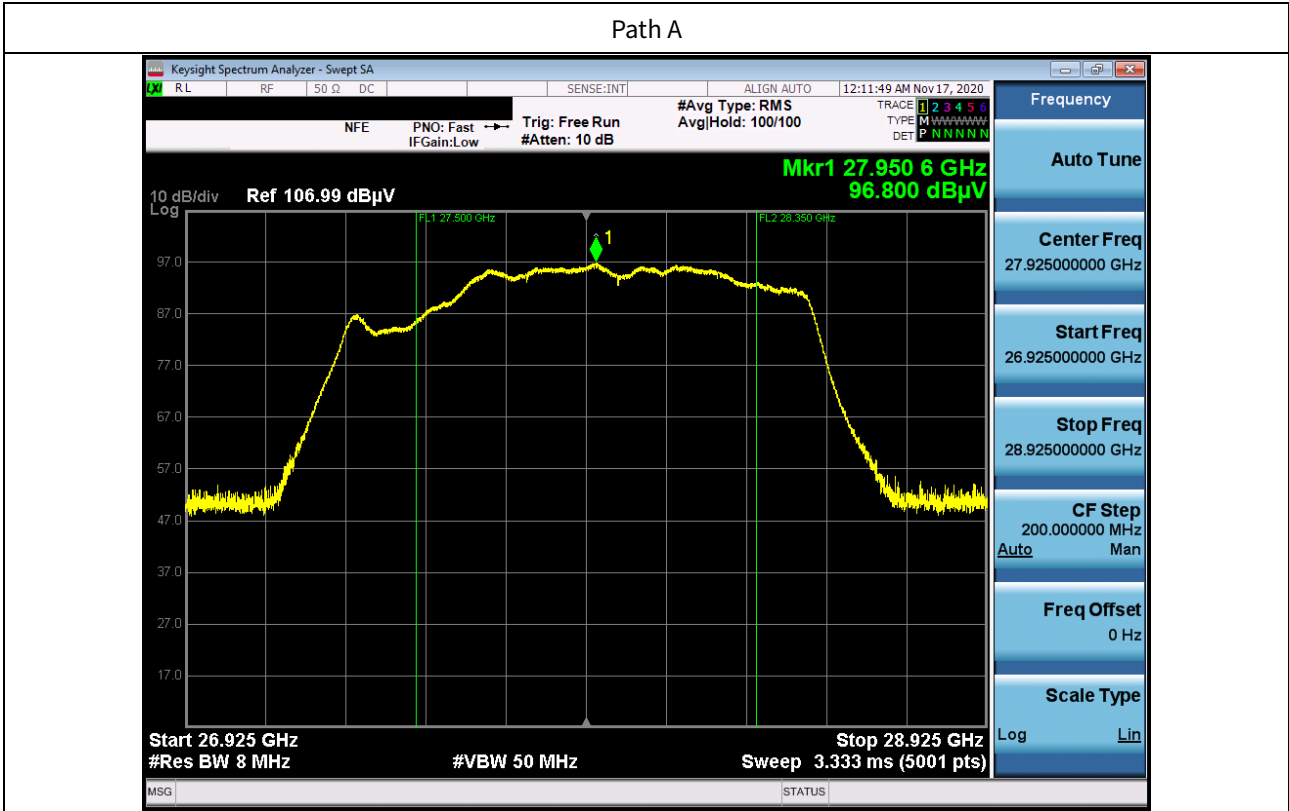 Path A
Keysight Spectrum Analyzer - Swept SA
LXI RL RF 50 Ω DC SENSE:INT ALIGN AUTO 12:11:49 AM Nov 17, 2020
NFE PNO: Fast Trig: Free Run #Avg Type: RMS TRACE 1 2 3 4 5 6
IFGain:Low #Atten: 10 dB Avg|Hold: 100/100 TYPE M WWWWW
DET P N N N N N
Mkr1 27.950 6 GHz
96.800 dBµV
10 dB/div Ref 106.99 dBµV
Log
FL1 27.500 GHz FL2 28.350 GHz
1
97.0
87.0
77.0
67.0
57.0
47.0
37.0
27.0
17.0
Start 26.925 GHz Stop 28.925 GHz
#Res BW 8 MHz #VBW 50 MHz Sweep 3.333 ms (5001 pts)
MSG STATUS
Frequency
Auto Tune
Center Freq
27.925000000 GHz
Start Freq
26.925000000 GHz
Stop Freq
28.925000000 GHz
CF Step
200.000000 MHz
Auto Man
Freq Offset
0 Hz
Scale Type
Log Lin